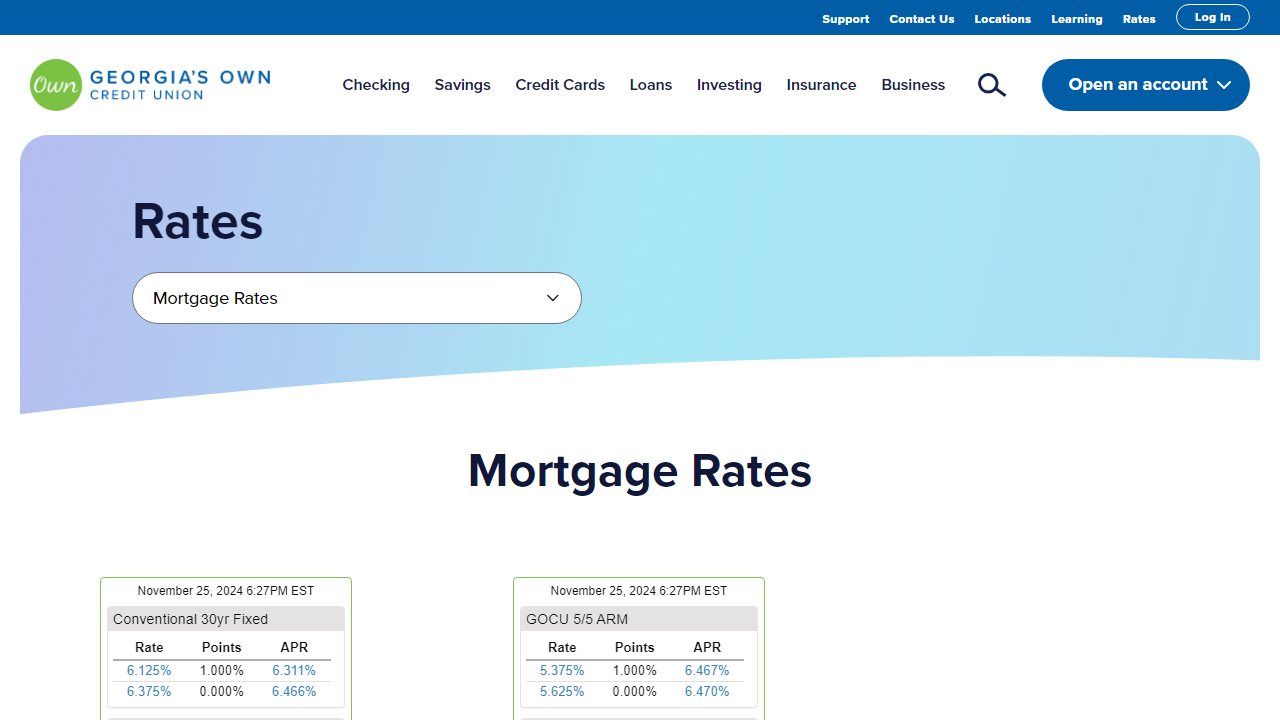 Support Contact Us Locations Learning Rates Log In
Own GEORGIA'S OWN
CREDIT UNION
Checking Savings Credit Cards Loans Investing Insurance Business Open an account
Rates
Mortgage Rates
Mortgage Rates
November 25, 2024 6:27PM EST
Conventional 30yr Fixed
Rate Points APR
6.125% 1.000% 6.311%
6.375% 0.000% 6.466%
November 25, 2024 6:27PM EST
GOCU 5/5 ARM
Rate Points APR
5.375% 1.000% 6.467%
5.625% 0.000% 6.470%